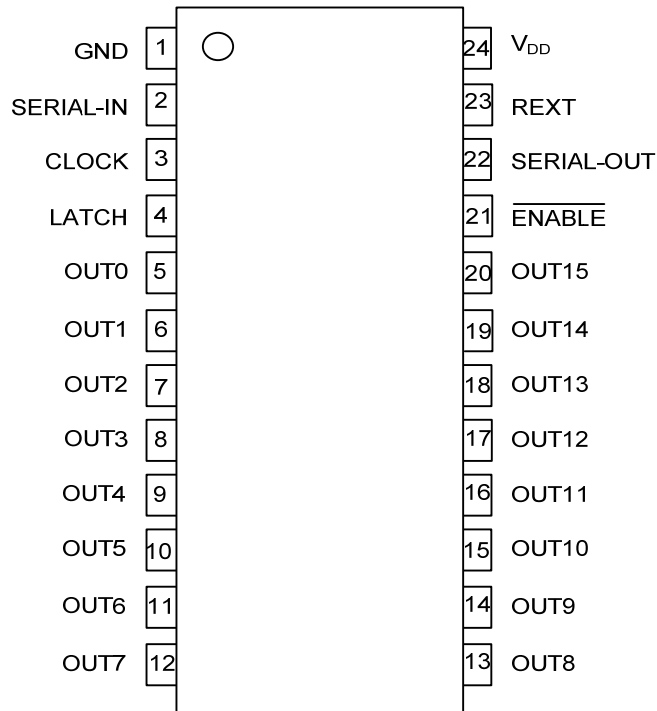 GND 1 24 VDD
SERIAL-IN 2 23 REXT
CLOCK 3 22 SERIAL-OUT
LATCH 4 21 ENABLE
OUT0 5 20 OUT15
OUT1 6 19 OUT14
OUT2 7 18 OUT13
OUT3 8 17 OUT12
OUT4 9 16 OUT11
OUT5 10 15 OUT10
OUT6 11 14 OUT9
OUT7 12 13 OUT8